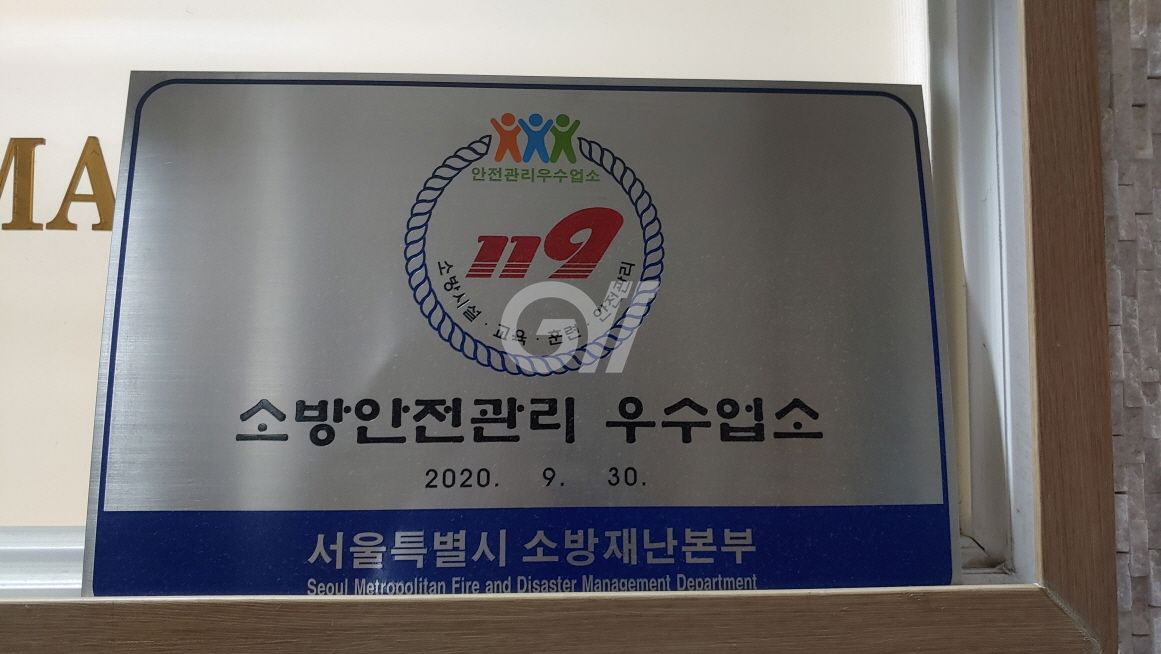 MA
안전관리우수업소
119
소방시설 · 교육 · 훈련 · 안전관리
소방안전관리 우수업소
2020. 9. 30.
서울특별시 소방재난본부
Seoul Metropolitan Fire and Disaster Management Department